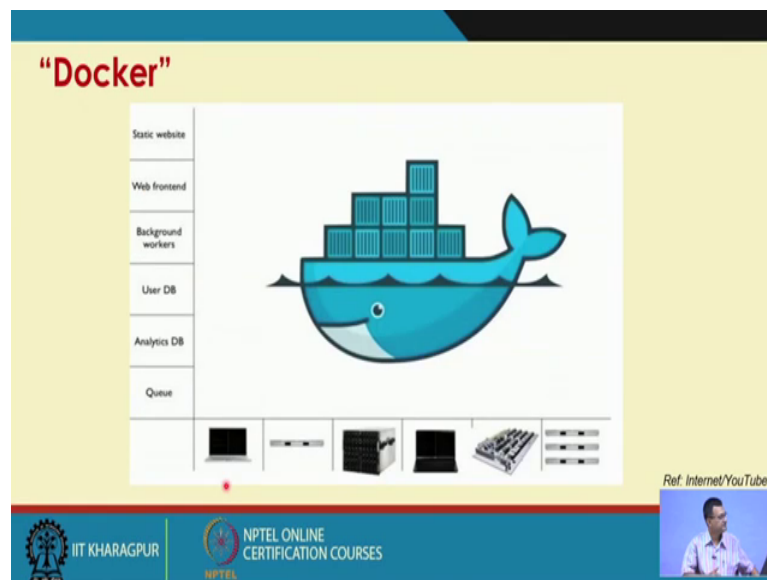 “Docker”
Static website
Web frontend
Background
workers
User DB
Analytics DB
Queue
Ref: Internet/YouTube
IIT KHARAGPUR
NPTEL ONLINE
CERTIFICATION COURSES
NPTEL